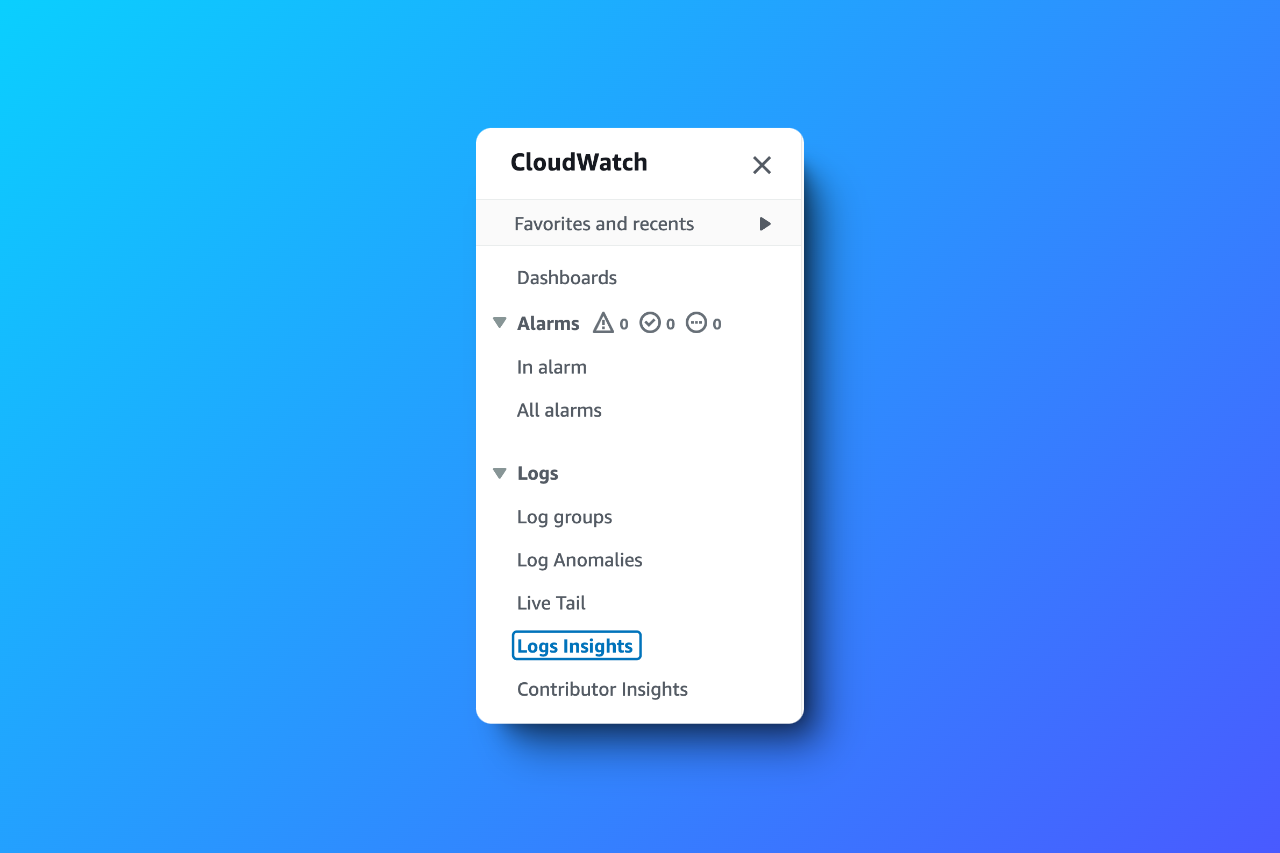 CloudWatch
Favorites and recents
Dashboards
Alarms 0 0 0
In alarm
All alarms
Logs
Log groups
Log Anomalies
Live Tail
Logs Insights
Contributor Insights